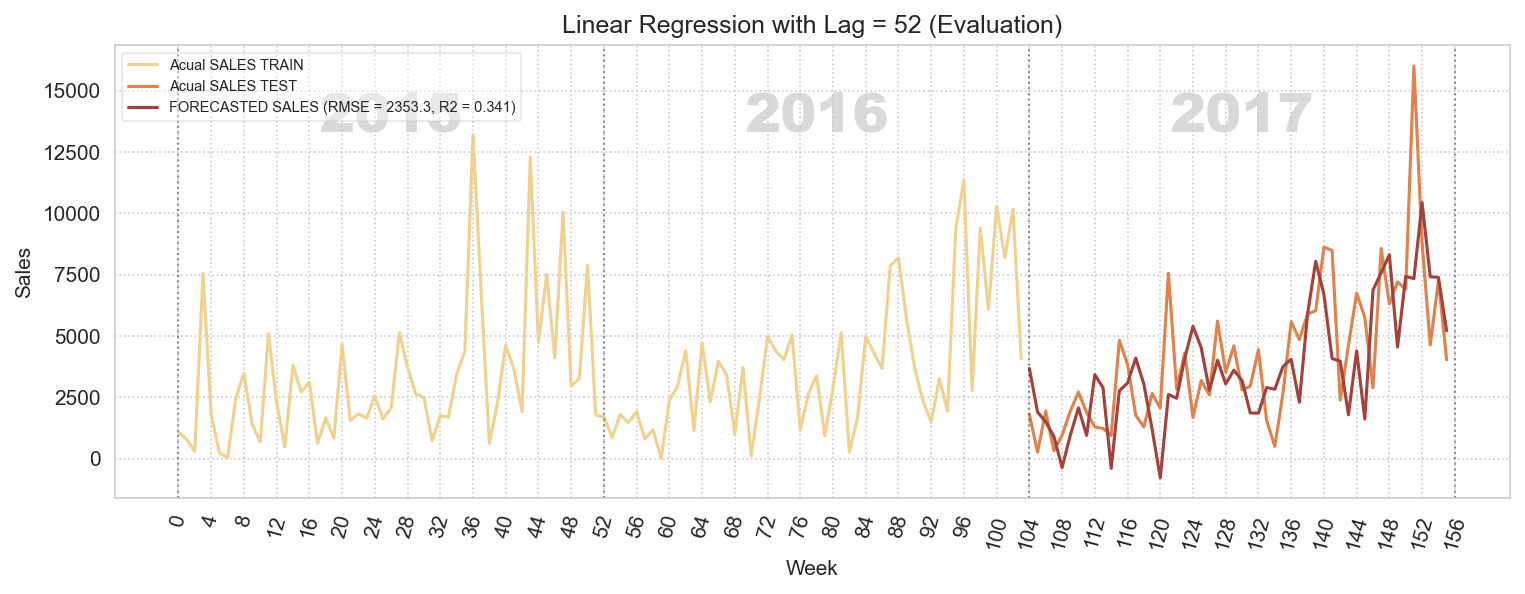 Linear Regression with Lag = 52 (Evaluation)
Acual SALES TRAIN
Acual SALES TEST
FORECASTED SALES (RMSE = 2353.3, R2 = 0.341)
2015 2016 2017
15000
12500
10000
7500
5000
2500
0
Sales
0 4 8 12 16 20 24 28 32 36 40 44 48 52 56 60 64 68 72 76 80 84 88 92 96 100 104 108 112 116 120 124 128 132 136 140 144 148 152 156
Week